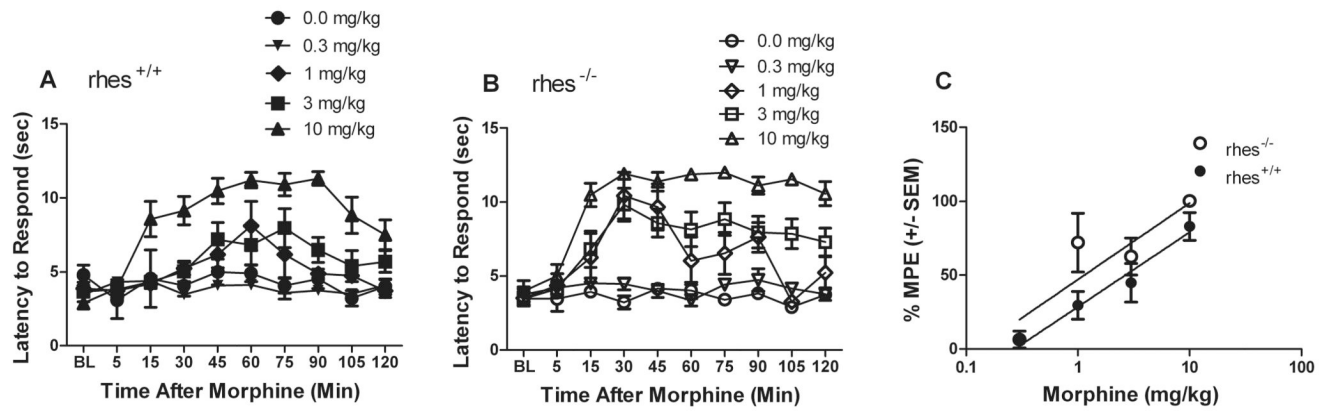 A
rhes+/+
0.0 mg/kg
0.3 mg/kg
1 mg/kg
3 mg/kg
10 mg/kg
Latency to Respond (sec)
15
10
5
0
BL 5 15 30 45 60 75 90 105 120
Time After Morphine (Min)
B
rhes-/-
0.0 mg/kg
0.3 mg/kg
1 mg/kg
3 mg/kg
10 mg/kg
Latency to Respond (sec)
15
10
5
0
BL 5 15 30 45 60 75 90 105 120
Time After Morphine (Min)
C
rhes-/-
rhes+/+
% MPE (+/- SEMI)
150
100
50
0
0.1 1 10 100
Morphine (mg/kg)